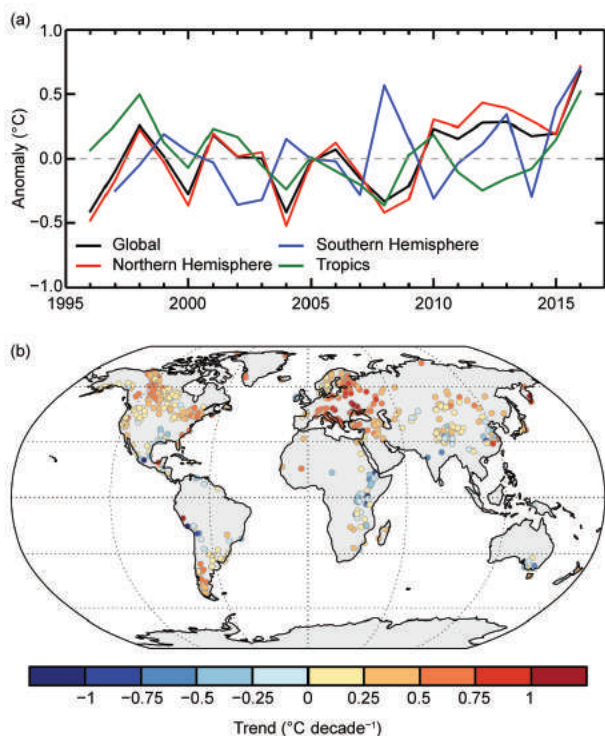 (a)
1.0
0.5
0.0
−0.5
−1.0
Anomaly (°C)
Global
Southern Hemisphere
Northern Hemisphere
Tropics
1995
2000
2005
2010
2015
(b)
−1
−0.75
−0.5
−0.25
0
0.25
0.5
0.75
1
Trend (°C decade⁻¹)